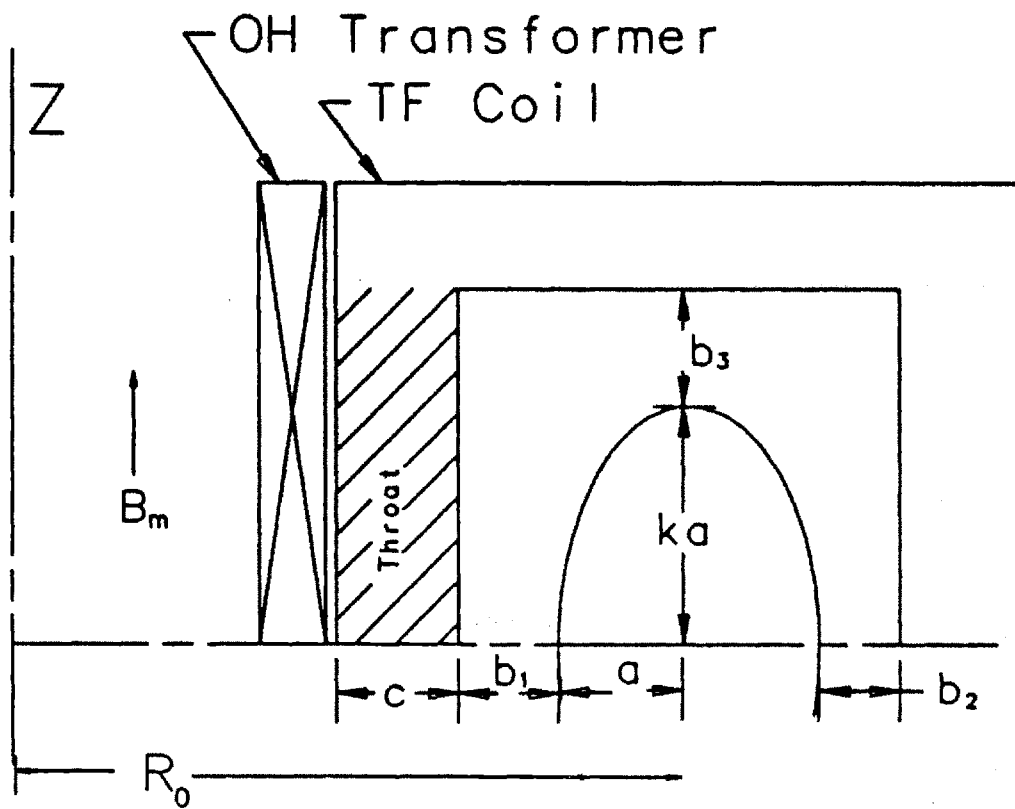 OH Transformer
TF Coil
Z
b₃
Bₘ
Throat
ka
c
b₁
a
b₂
R₀